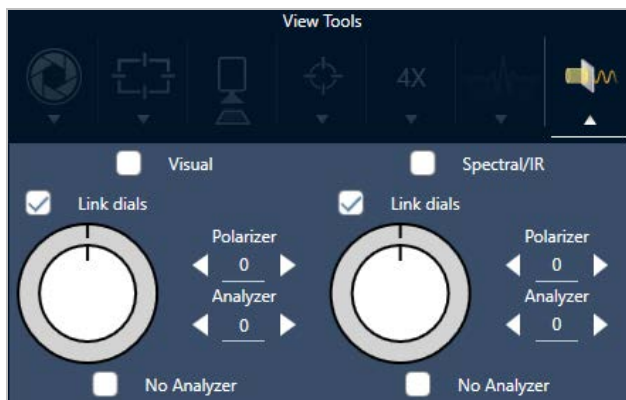 View Tools
4X
Visual
Spectral/IR
Link dials
Link dials
Polarizer
0
Analyzer
0
Polarizer
0
Analyzer
0
No Analyzer
No Analyzer